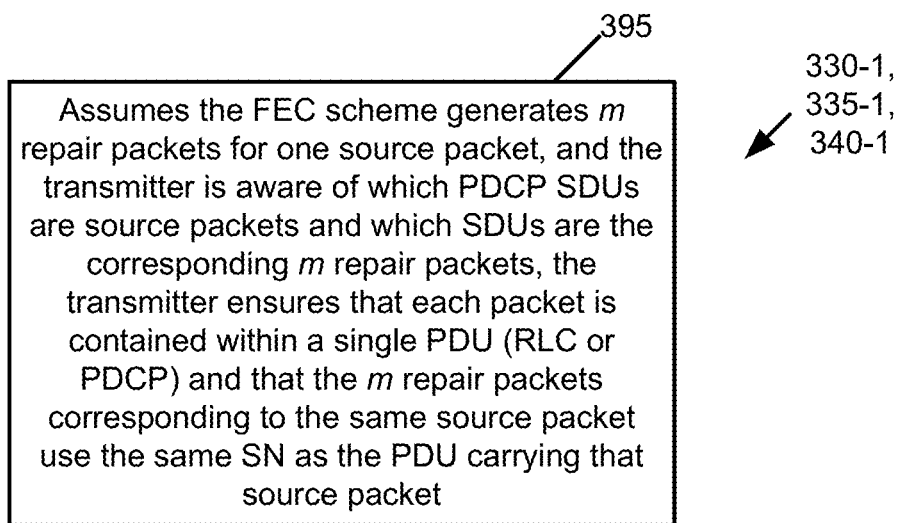 395
330-1,
335-1,
340-1
Assumes the FEC scheme generates m
repair packets for one source packet, and the
transmitter is aware of which PDCP SDUs
are source packets and which SDUs are the
corresponding m repair packets, the
transmitter ensures that each packet is
contained within a single PDU (RLC or
PDCP) and that the m repair packets
corresponding to the same source packet
use the same SN as the PDU carrying that
source packet